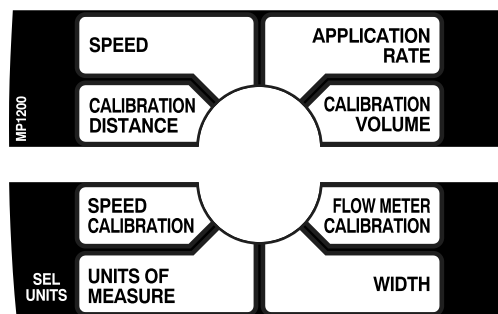 SPEED
APPLICATION
RATE
MP1200
CALIBRATION
DISTANCE
CALIBRATION
VOLUME
SPEED
CALIBRATION
FLOW METER
CALIBRATION
SEL
UNITS
UNITS OF
MEASURE
WIDTH